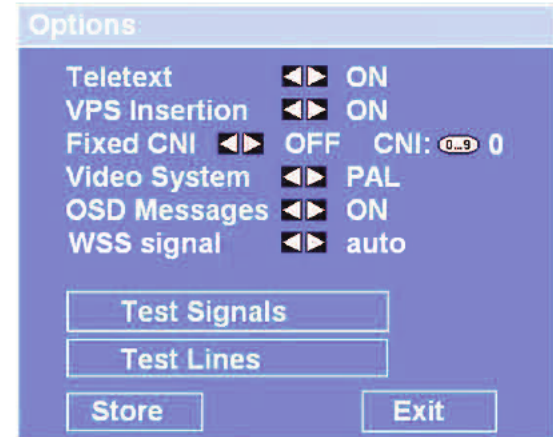 Options
Teletext ◀▶ ON
VPS Insertion ◀▶ ON
Fixed CNI ◀▶ OFF CNI: 0...9 0
Video System ◀▶ PAL
OSD Messages ◀▶ ON
WSS signal ◀▶ auto
Test Signals
Test Lines
Store Exit